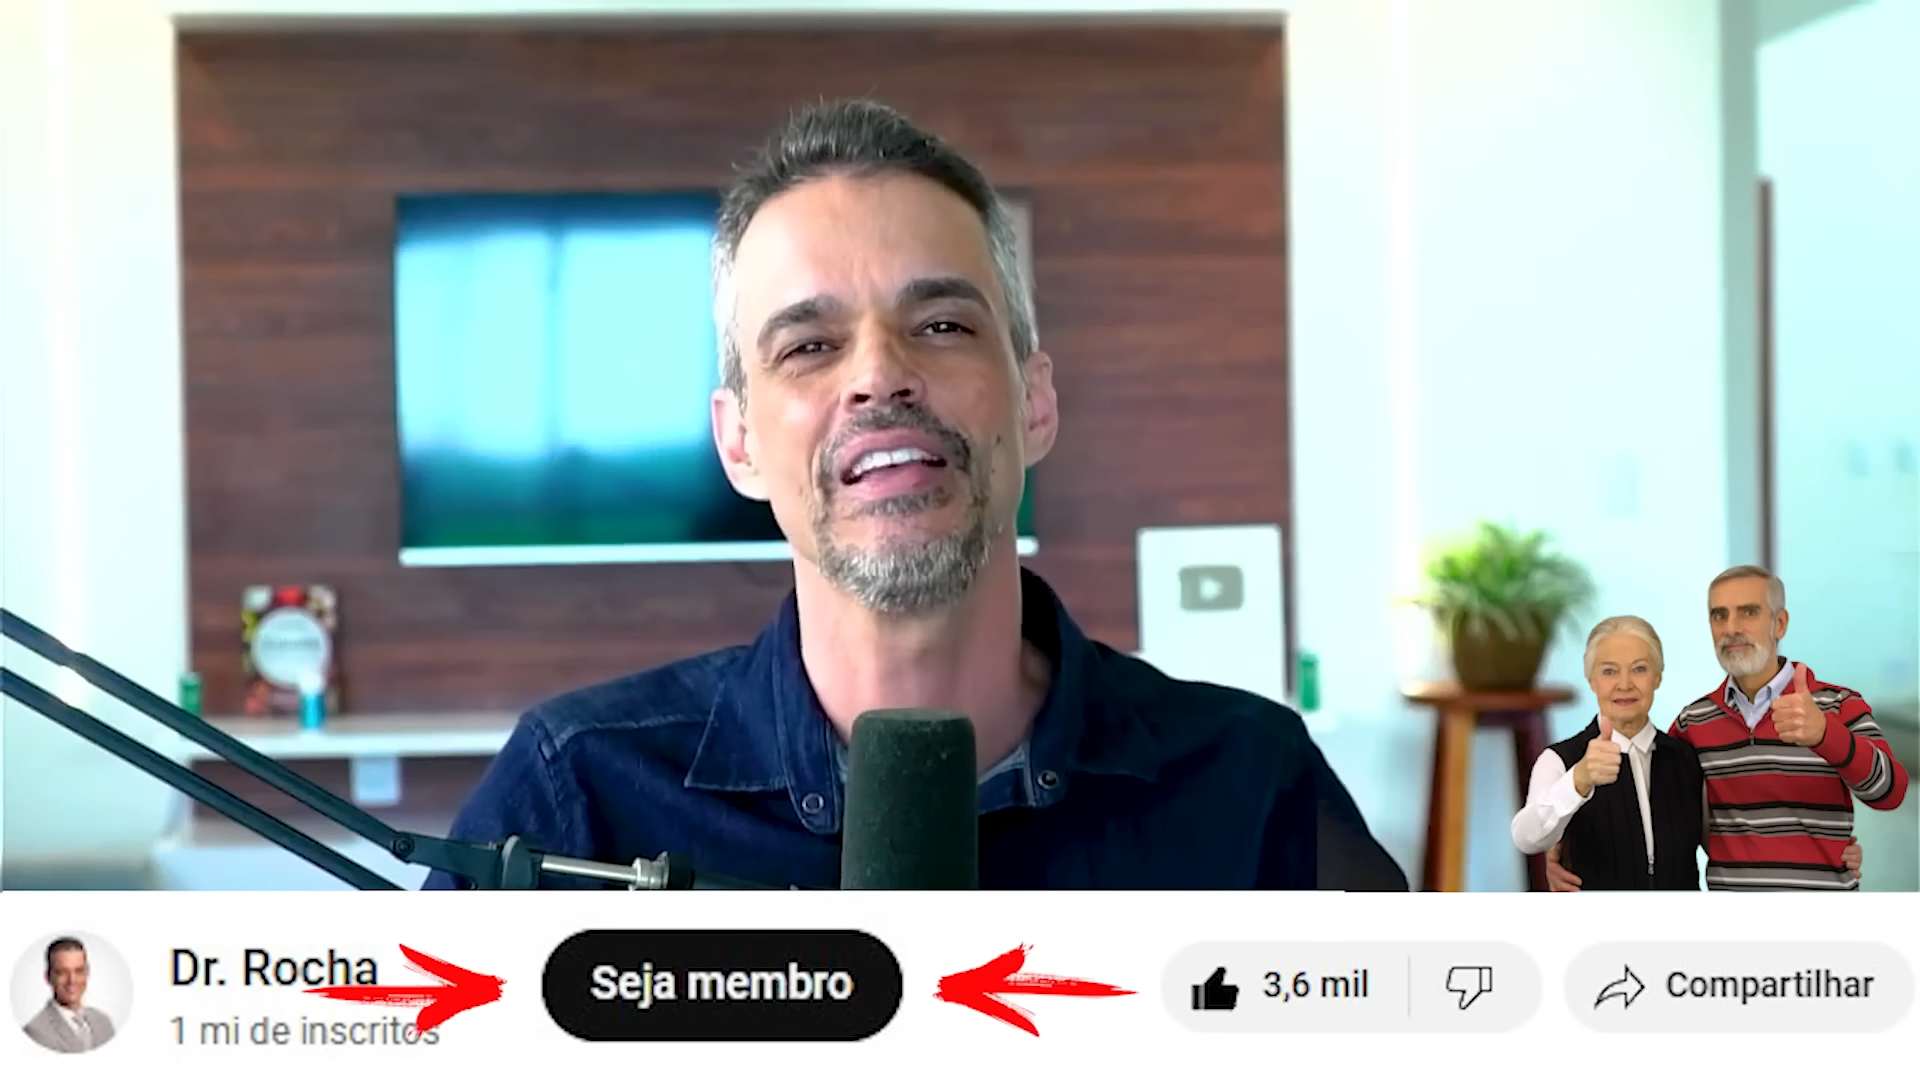 Dr. Rocha
1 mi de inscritos
Seja membro
3,6 mil
Compartilhar